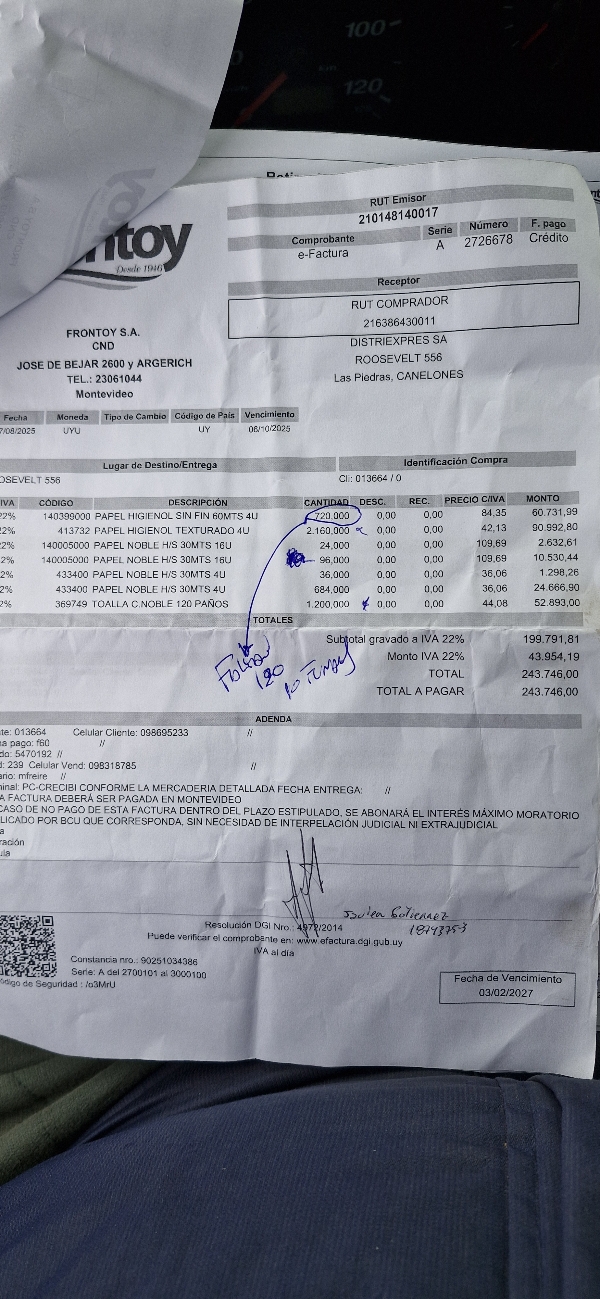 100
120
RUT Emisor
210148140017
Comprobante Serie Número F. pago
e-Factura A 2726678 Crédito
ntoy
Desde 1946
Receptor
RUT COMPRADOR
216386430011
DISTRIEXPRES SA
ROOSEVELT 556
Las Piedras, CANELONES
FRONTOY S.A.
CND
JOSE DE BEJAR 2600 y ARGERICH
TEL.: 23061044
Montevideo
Fecha Moneda Tipo de Cambio Código de País Vencimiento
7/08/2025 UYU UY 06/10/2025
Lugar de Destino/Entrega Identificación Compra
OSEVELT 556 Cl.: 013664 / 0
IVA CÓDIGO DESCRIPCIÓN CANTIDAD DESC. REC. PRECIO C/IVA MONTO
22% 140399000 PAPEL HIGIENOL SIN FIN 60MTS 4U 720,000 0,00 0,00 84,35 60.731,99
22% 413732 PAPEL HIGIENOL TEXTURADO 4U 2.160,000 0,00 0,00 42,13 90.992,80
22% 140005000 PAPEL NOBLE H/S 30MTS 16U 24,000 0,00 0,00 109,69 2.632,61
2% 140005000 PAPEL NOBLE H/S 30MTS 16U 96,000 0,00 0,00 109,69 10.530,44
2% 433400 PAPEL NOBLE H/S 30MTS 4U 36,000 0,00 0,00 36,06 1.298,26
2% 433400 PAPEL NOBLE H/S 30MTS 4U 684,000 0,00 0,00 36,06 24.666,90
2% 369749 TOALLA C.NOBLE 120 PAÑOS 1.200,000 0,00 0,00 44,08 52.893,00
TOTALES
Subtotal gravado a IVA 22% 199.791,81
Monto IVA 22% 43.954,19
TOTAL 243.746,00
TOTAL A PAGAR 243.746,00
120
ADENDA
te: 013664 Celular Cliente: 098695233 //
a pago: f60 //
do: 5470192 //
: 239 Celular Vend: 098318785 //
ario: mfreire //
inal: PC-CRECIBI CONFORME LA MERCADERIA DETALLADA FECHA ENTREGA: //
A FACTURA DEBERÁ SER PAGADA EN MONTEVIDEO
CASO DE NO PAGO DE ESTA FACTURA DENTRO DEL PLAZO ESTIPULADO, SE ABONARÁ EL INTERÉS MÁXIMO MORATORIO
LICADO POR BCU QUE CORRESPONDA, SIN NECESIDAD DE INTERPELACIÓN JUDICIAL NI EXTRAJUDICIAL
a
ración
ula
Javier Gutierrez
Resolución DGI Nro.: 4972/2014
Puede verificar el comprobante en: www.efactura.dgi.gub.uy
IVA al día
Constancia nro.: 90251034386
Serie: A del 2700101 al 3000100
ódigo de Seguridad : /o3MrU
Fecha de Vencimiento
03/02/2027